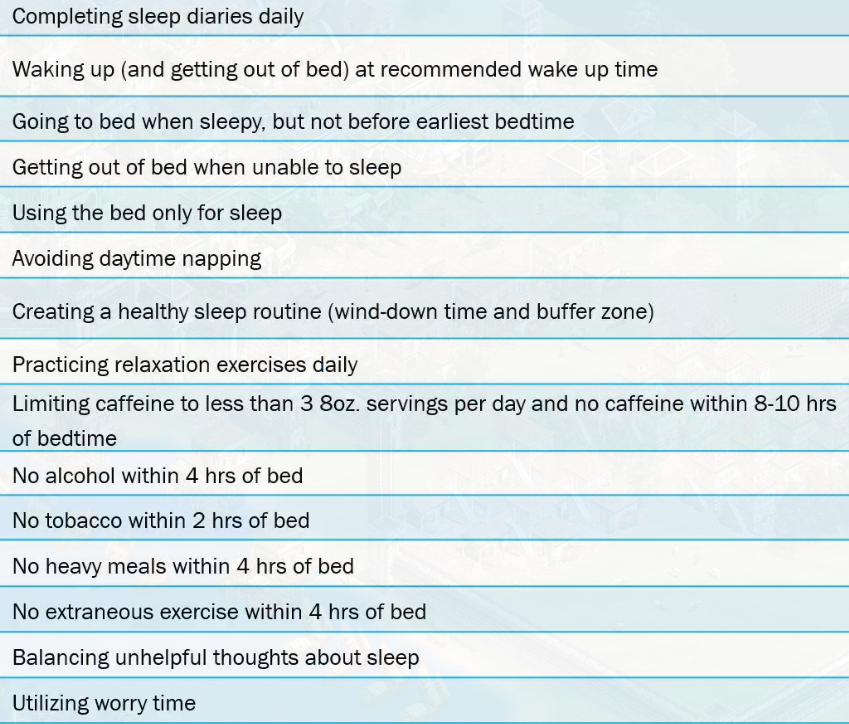 Completing sleep diaries daily
Waking up (and getting out of bed) at recommended wake up time
Going to bed when sleepy, but not before earliest bedtime
Getting out of bed when unable to sleep
Using the bed only for sleep
Avoiding daytime napping
Creating a healthy sleep routine (wind-down time and buffer zone)
Practicing relaxation exercises daily
Limiting caffeine to less than 3 8oz. servings per day and no caffeine within 8-10 hrs
of bedtime
No alcohol within 4 hrs of bed
No tobacco within 2 hrs of bed
No heavy meals within 4 hrs of bed
No extraneous exercise within 4 hrs of bed
Balancing unhelpful thoughts about sleep
Utilizing worry time